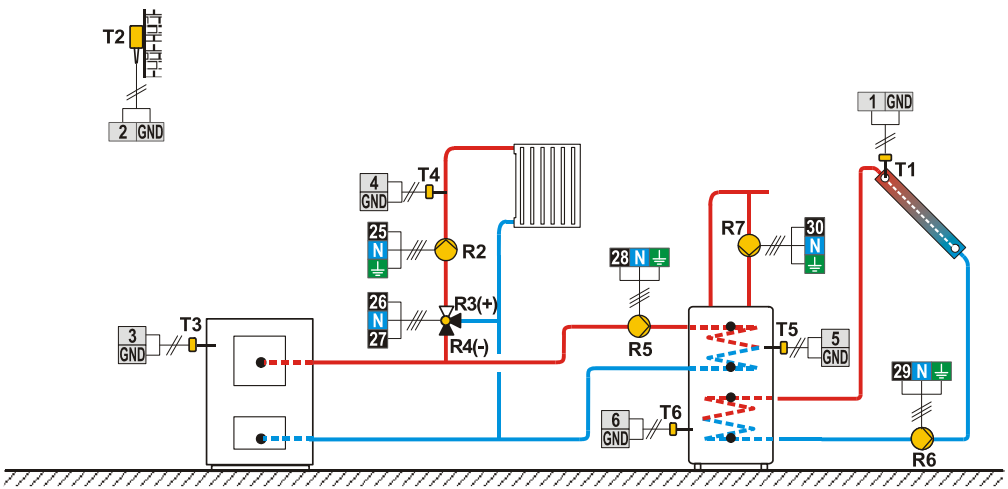 T2
2 GND
1 GND
T1
T4
4
GND
25
N
R2
R7
30
N
28 N
26
N
27
R3(+)
R4(-)
R5
T3
3
GND
T5
5
GND
29 N
T6
6
GND
R6